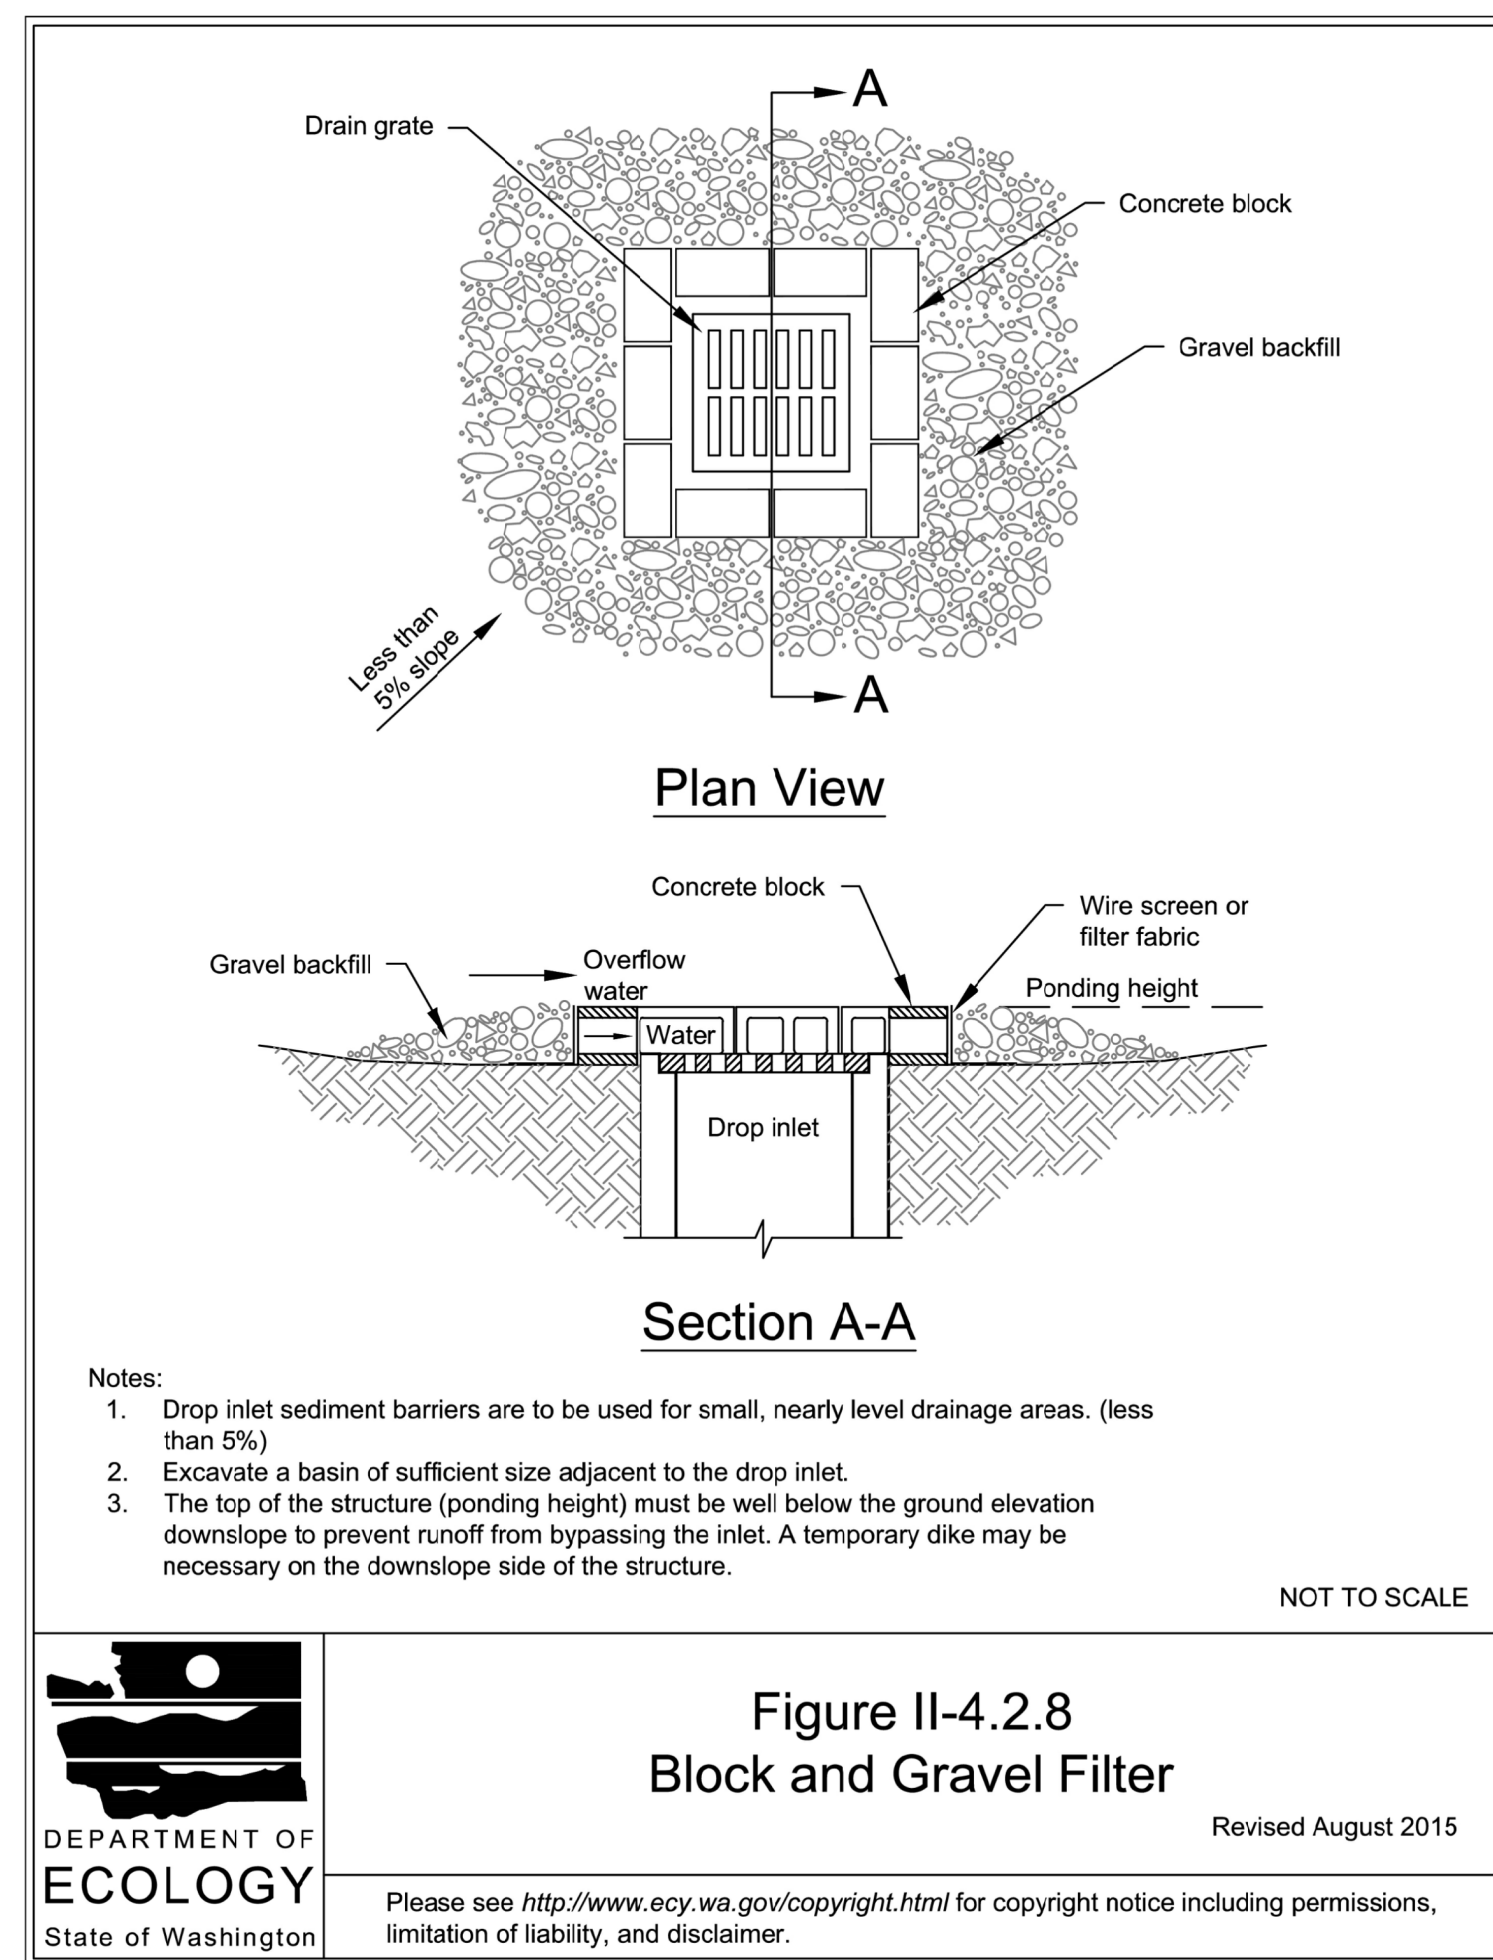 A
Drain grate
Concrete block
Gravel backfill
Less than
5% slope
A
Plan View
Concrete block
Wire screen or
filter fabric
Gravel backfill
Overflow
water
Ponding height
Water
Drop inlet
Section A-A
Notes:
1. Drop inlet sediment barriers are to be used for small, nearly level drainage areas. (less
than 5%)
2. Excavate a basin of sufficient size adjacent to the drop inlet.
3. The top of the structure (ponding height) must be well below the ground elevation
downslope to prevent runoff from bypassing the inlet. A temporary dike may be
necessary on the downslope side of the structure.
NOT TO SCALE
Figure II-4.2.8
Block and Gravel Filter
Revised August 2015
DEPARTMENT OF
ECOLOGY
State of Washington
Please see http://www.ecy.wa.gov/copyright.html for copyright notice including permissions,
limitation of liability, and disclaimer.